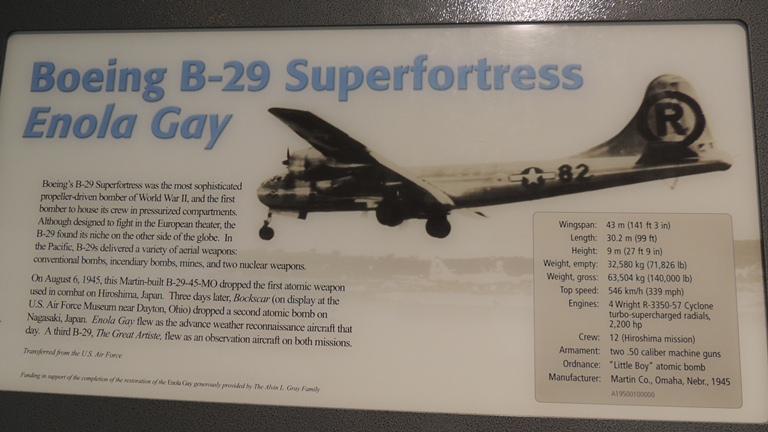 Boeing B-29 Superfortress
Enola Gay
R
82
Boeing's B-29 Superfortress was the most sophisticated
propeller-driven bomber of World War II, and the first
bomber to house its crew in pressurized compartments.
Although designed to fight in the European theater, the
B-29 found its niche on the other side of the globe. In
the Pacific, B-29s delivered a variety of aerial weapons:
conventional bombs, incendiary bombs, mines, and two nuclear weapons.
On August 6, 1945, this Martin-built B-29-45-MO dropped the first atomic weapon
used in combat on Hiroshima, Japan. Three days later, Bockscar (on display at the
U.S. Air Force Museum near Dayton, Ohio) dropped a second atomic bomb on
Nagasaki, Japan. Enola Gay flew as the advance weather reconnaissance aircraft that
day. A third B-29, The Great Artiste, flew as an observation aircraft on both missions.
Transferred from the U.S. Air Force
Funding in support of the completion of the restoration of the Enola Gay generously provided by The Alvin L. Gray Family
Wingspan: 43 m (141 ft 3 in)
Length: 30.2 m (99 ft)
Height: 9 m (27 ft 9 in)
Weight, empty: 32,580 kg (71,826 lb)
Weight, gross: 63,504 kg (140,000 lb)
Top speed: 546 km/h (339 mph)
Engines: 4 Wright R-3350-57 Cyclone
turbo-supercharged radials,
2,200 hp
Crew: 12 (Hiroshima mission)
Armament: two .50 caliber machine guns
Ordnance: "Little Boy" atomic bomb
Manufacturer: Martin Co., Omaha, Nebr., 1945
A19500100000